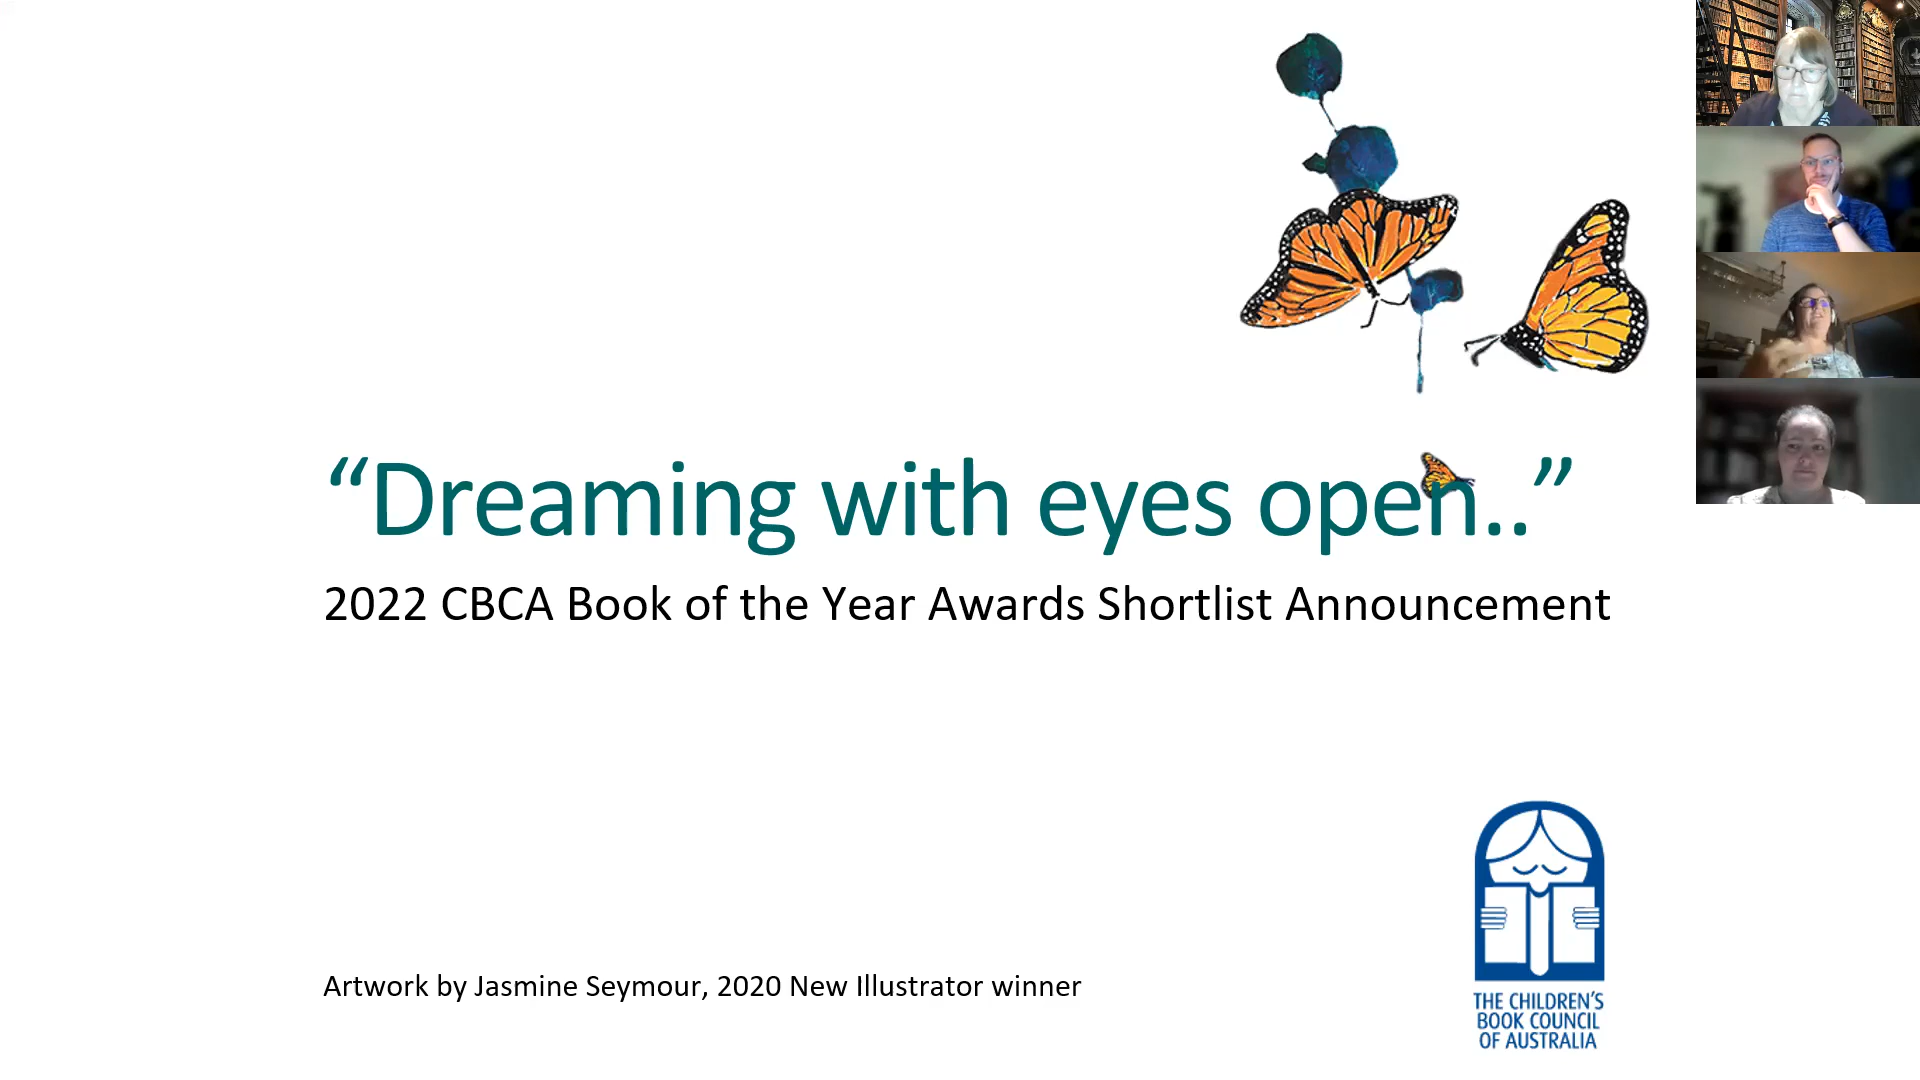 “Dreaming with eyes open..”
2022 CBCA Book of the Year Awards Shortlist Announcement
Artwork by Jasmine Seymour, 2020 New Illustrator winner
THE CHILDREN'S
BOOK COUNCIL
OF AUSTRALIA